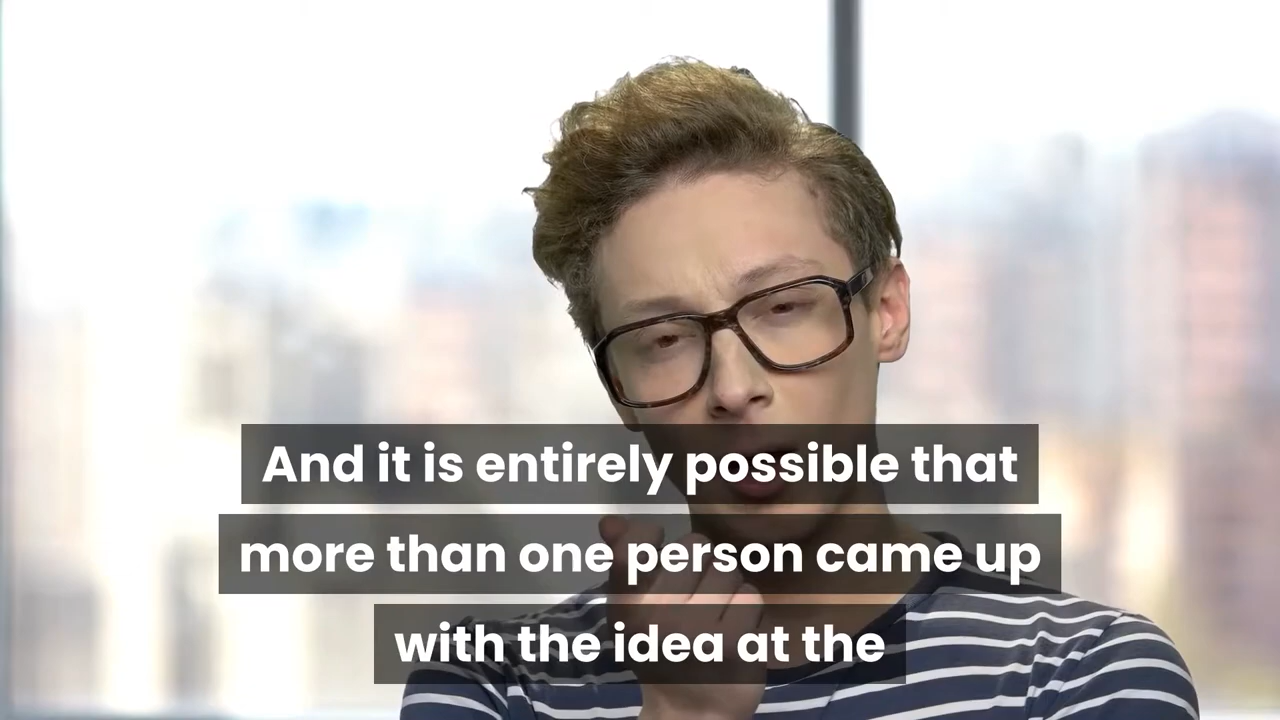 And it is entirely possible that
more than one person came up
with the idea at the